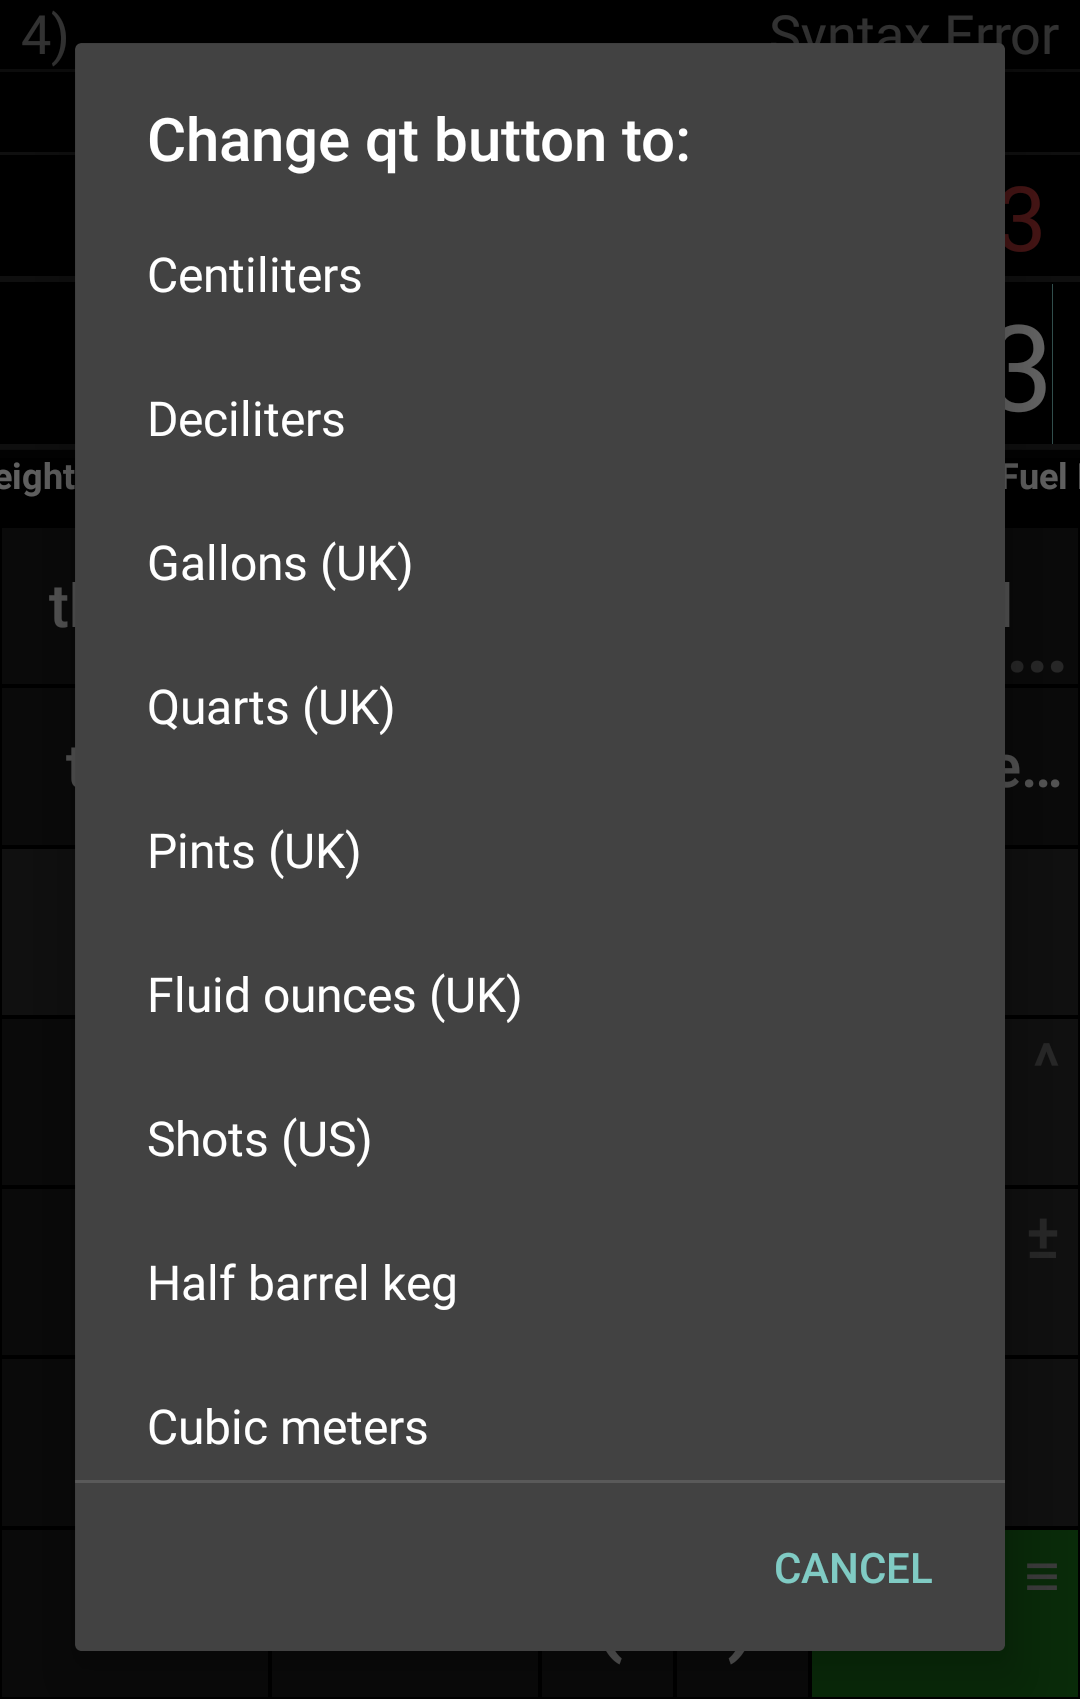 4) Syntax Error
Change qt button to:
3
Centiliters
3
Deciliters
eight Fuel
Gallons (UK)
Quarts (UK)
e...
Pints (UK)
Fluid ounces (UK)
^
Shots (US)
±
Half barrel keg
Cubic meters
CANCEL
( )